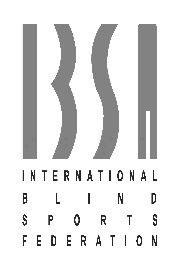 IBSA
INTERNATIONAL
BLIND
SPORTS
FEDERATION